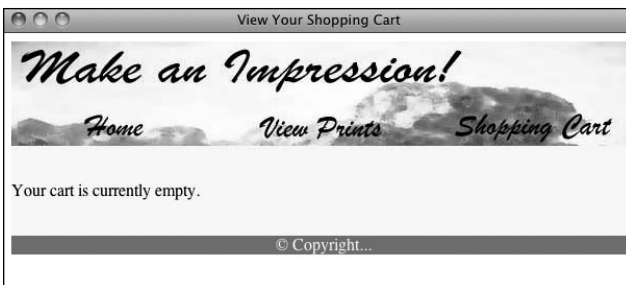 View Your Shopping Cart
Make an Impression!
Home View Prints Shopping Cart
Your cart is currently empty.
© Copyright...